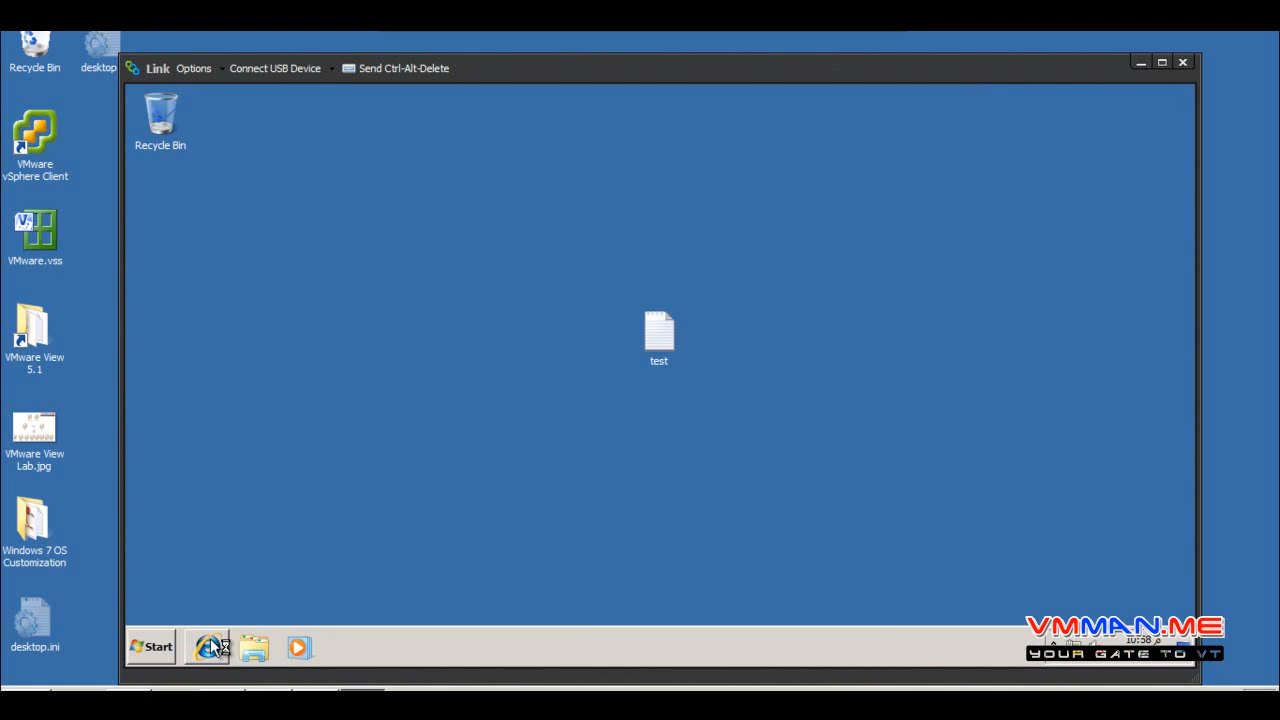 Recycle Bin
desktop
Link Options Connect USB Device Send Ctrl-Alt-Delete
Recycle Bin
VMware
vSphere Client
VMware.vss
VMware View
5.1
test
VMware View
Lab.jpg
Windows 7 OS
Customization
desktop.ini
Start
10:58 م
VMMAN.ME
YOUR GATE TO VT